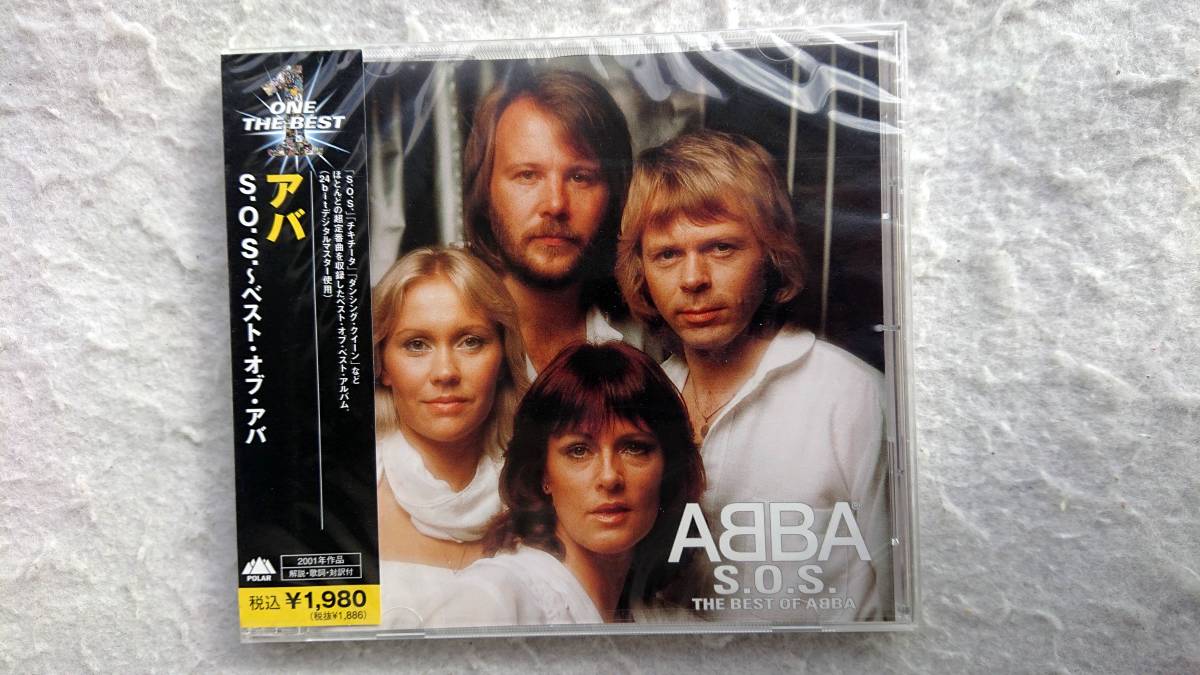 1
ONE
THE BEST
アバ
S.O.S.～ベスト・オブ・アバ
「S.O.S.」「チキチータ」「ダンシング・クイーン」など
ほとんどの超定番曲を収録したベスト・オブ・ベスト・アルバム。
(24bitデジタルマスター使用)
POLAR
2001年作品
解説・歌詞・対訳付
税込 ¥1,980
(税抜¥1,886)
ABBA
S.O.S.
THE BEST OF ABBA